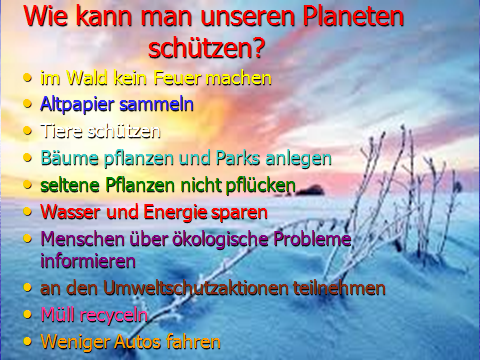 Wie kann man unseren Planeten
schützen?
• im Wald kein Feuer machen
• Altpapier sammeln
• Tiere schützen
• Bäume pflanzen und Parks anlegen
• seltene Pflanzen nicht pflücken
• Wasser und Energie sparen
• Menschen über ökologische Probleme
informieren
• an den Umweltschutzaktionen teilnehmen
• Müll recyceln
• Weniger Autos fahren